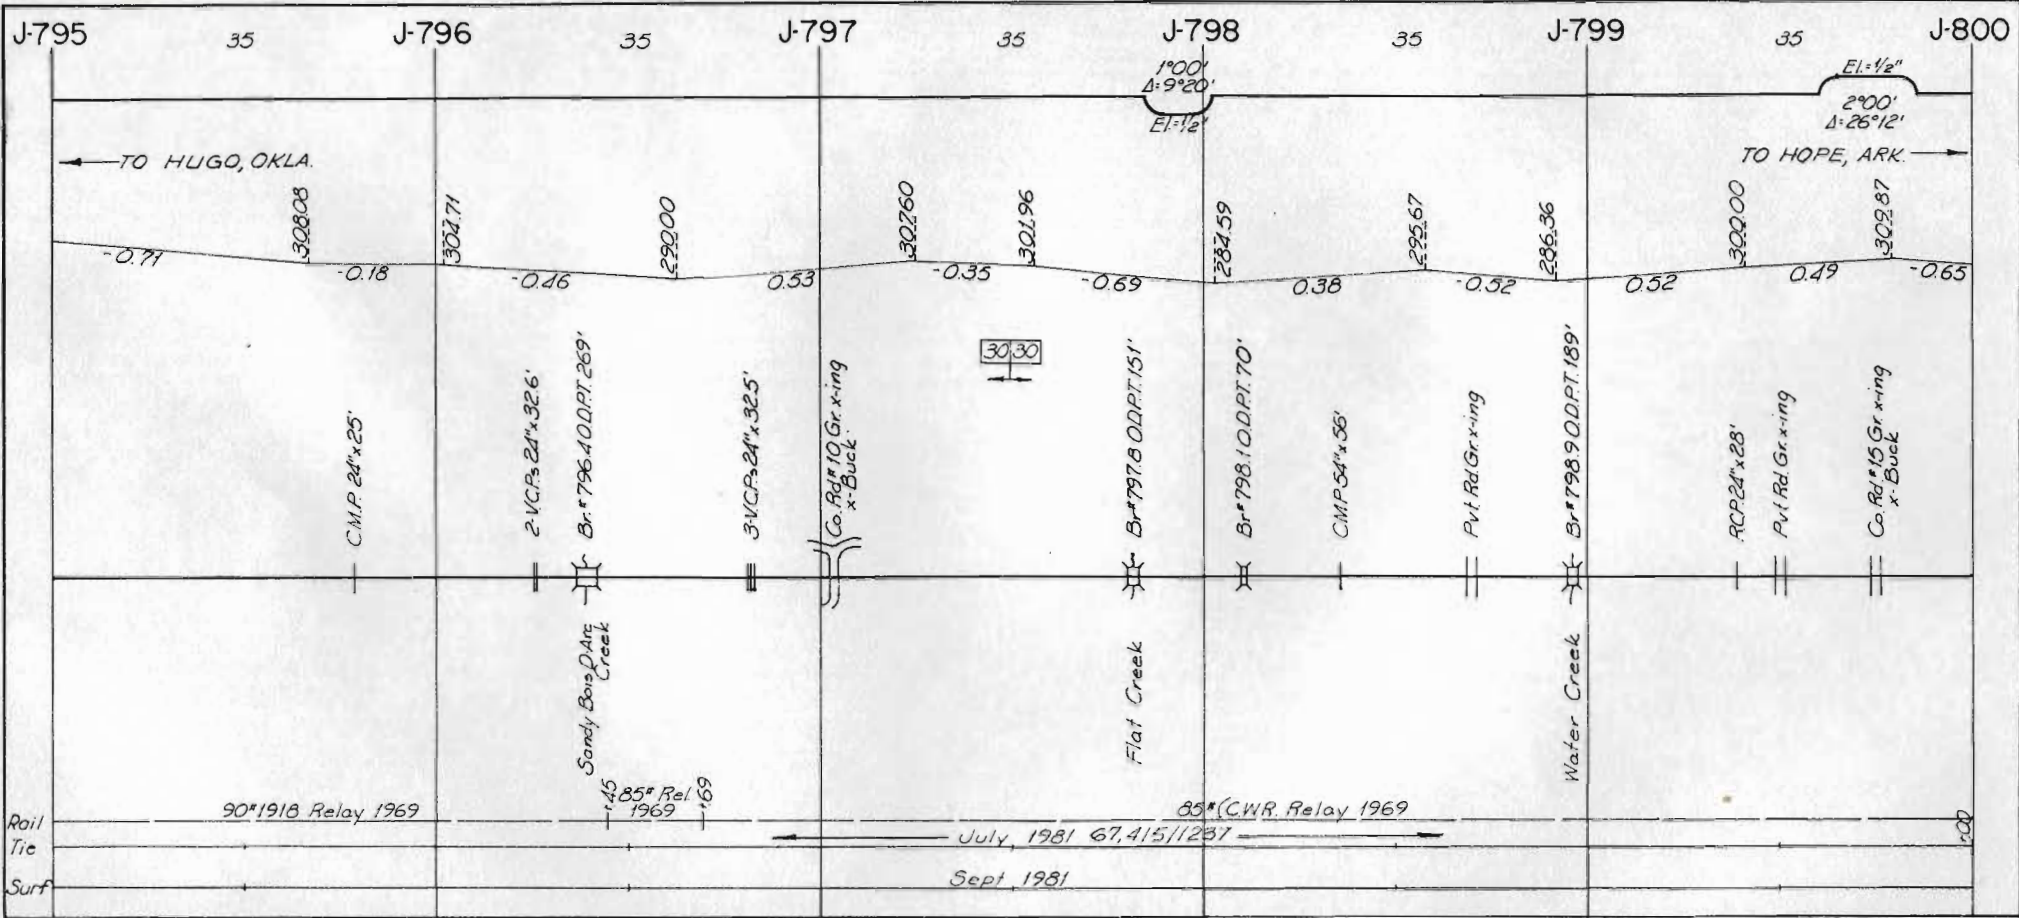 J-795 35 J-796 35 J-797 35 J-798 35 J-799 35 J-800
1°00'
Δ=9°20'
El.=1/2"
El.=1/2"
2°00'
Δ=26°12'
TO HUGO, OKLA.
TO HOPE, ARK.
308.08 304.71 290.00 302.60 301.96 284.59 295.67 286.36 300.00 309.87
-0.71 -0.18 -0.46 0.53 -0.35 -0.69 0.38 -0.52 0.52 0.49 -0.65
30 30
C.M.P. 24"x25'
2-V.C.P.s 24"x32.6'
Br.#796.4 O.D.P.T. 269'
3-V.C.P.s 24"x32.5'
Co. Rd #10 Gr. x-ing
x-Buck
Br#797.8 O.D.P.T. 151'
Br#798.1 O.D.P.T. 70'
C.M.P. 54"x56'
Pvt Rd Gr. x-ing
Br#798.9 O.D.P.T. 189'
R.C.P. 24"x28'
Pvt Rd. Gr. x-ing
Co. Rd #15 Gr x-ing
x-Buck
Sandy Bois D'Arc
Creek
Flat Creek
Water Creek
Rail 90#1918 Relay 1969
+45
85# Rel.
1969
+69
85# (C.W.R. Relay 1969
Tie July 1981 67,415/1237
Surf Sept 1981